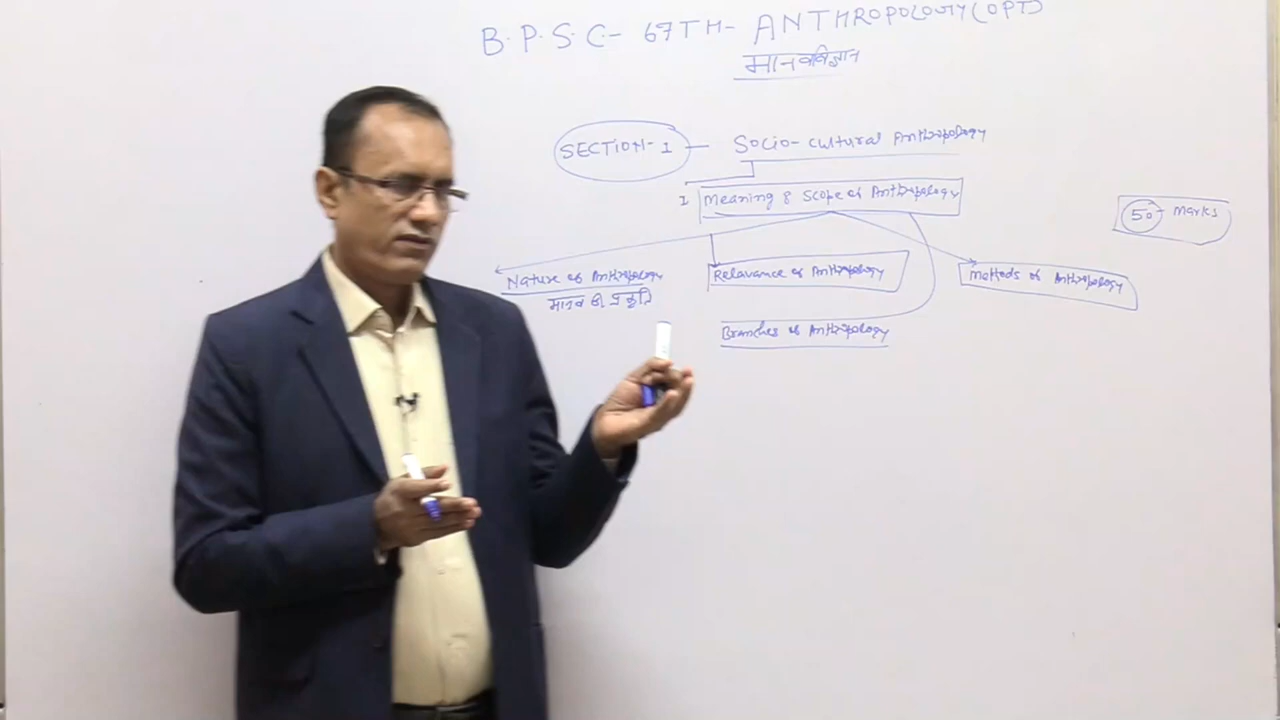 B.P.S.C- 67TH- ANTHROPOLOGY(OPT)
मानवविज्ञान
SECTION-1 - Socio-cultural Anthropology
1 Meaning & Scope of Anthropology
50 - Marks
Nature of Anthropology
मानव की प्रकृति
Relavance of Anthropology
Methods of Anthropology
Branches of Anthropology